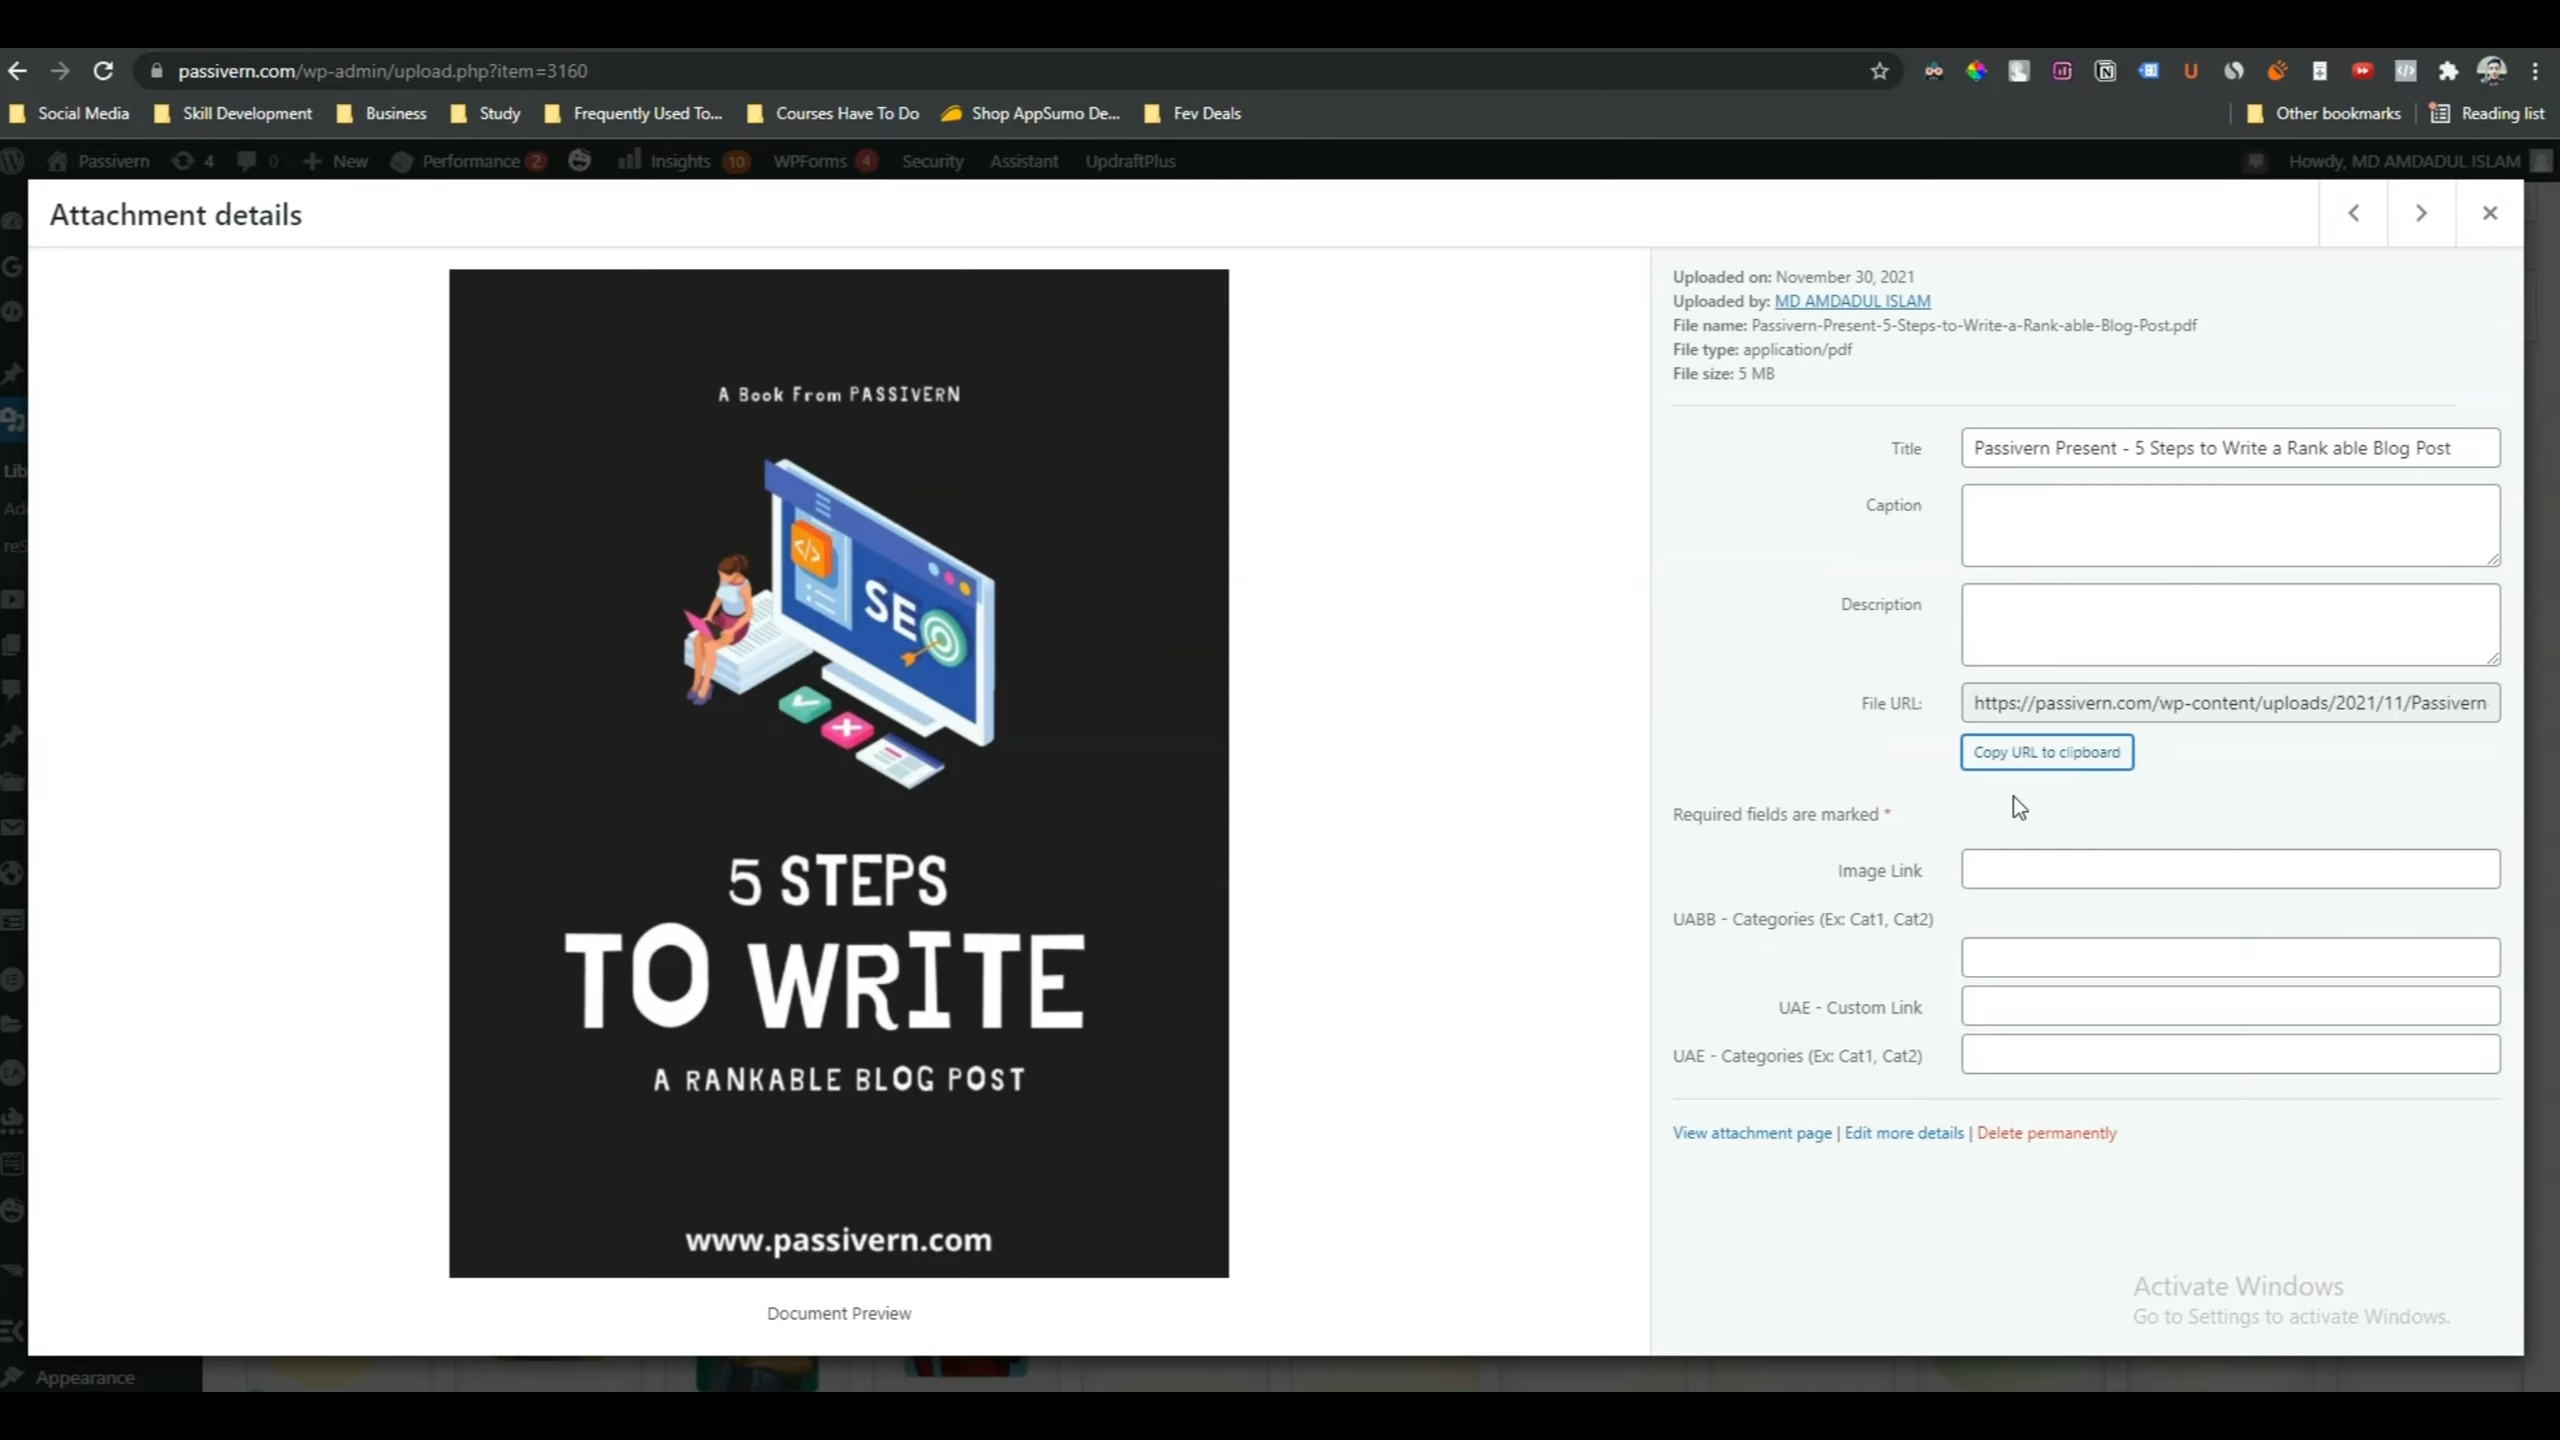 passivern.com/wp-admin/upload.php?item=3160
Social Media
Skill Development
Business
Study
Frequently Used To...
Courses Have To Do
Shop AppSumo De...
Fev Deals
Other bookmarks
Reading list
Passivern
4
0
New
Performance 2
Insights 10
WPForms 4
Security
Assistant
UpdraftPlus
Howdy, MD AMDADUL ISLAM
Attachment details
A Book From PASSIVERN
</>
SEO
5 STEPS
TO WRITE
A RANKABLE BLOG POST
www.passivern.com
Document Preview
Uploaded on: November 30, 2021
Uploaded by: MD AMDADUL ISLAM
File name: Passivern-Present-5-Steps-to-Write-a-Rank-able-Blog-Post.pdf
File type: application/pdf
File size: 5 MB
Title
Passivern Present - 5 Steps to Write a Rank able Blog Post
Caption
Description
File URL:
https://passivern.com/wp-content/uploads/2021/11/Passivern
Copy URL to clipboard
Required fields are marked *
Image Link
UABB - Categories (Ex: Cat1, Cat2)
UAE - Custom Link
UAE - Categories (Ex: Cat1, Cat2)
View attachment page | Edit more details | Delete permanently
Activate Windows
Go to Settings to activate Windows.
Lib
Ad
reS
Appearance